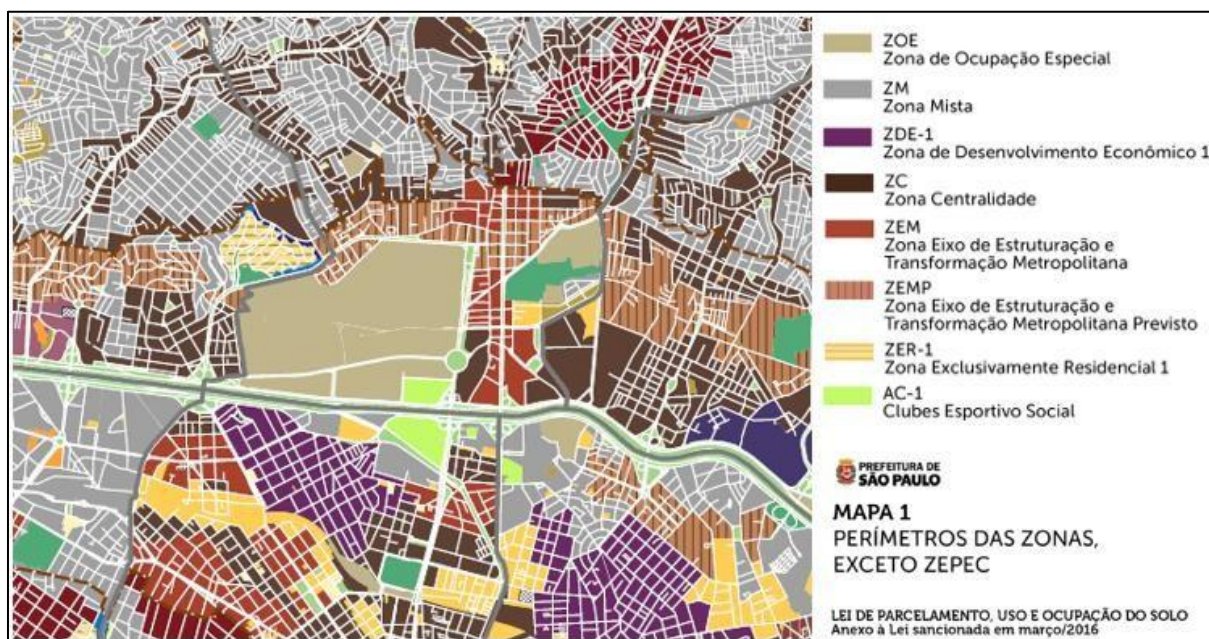 ZOE
Zona de Ocupação Especial
ZM
Zona Mista
ZDE-1
Zona de Desenvolvimento Econômico 1
ZC
Zona Centralidade
ZEM
Zona Eixo de Estruturação e
Transformação Metropolitana
ZEMP
Zona Eixo de Estruturação e
Transformação Metropolitana Previsto
ZER-1
Zona Exclusivamente Residencial 1
AC-1
Clubes Esportivo Social
PREFEITURA DE
SÃO PAULO
MAPA 1
PERÍMETROS DAS ZONAS,
EXCETO ZEPEC
LEI DE PARCELAMENTO, USO E OCUPAÇÃO DO SOLO
Anexo à Lei sancionada em março/2016